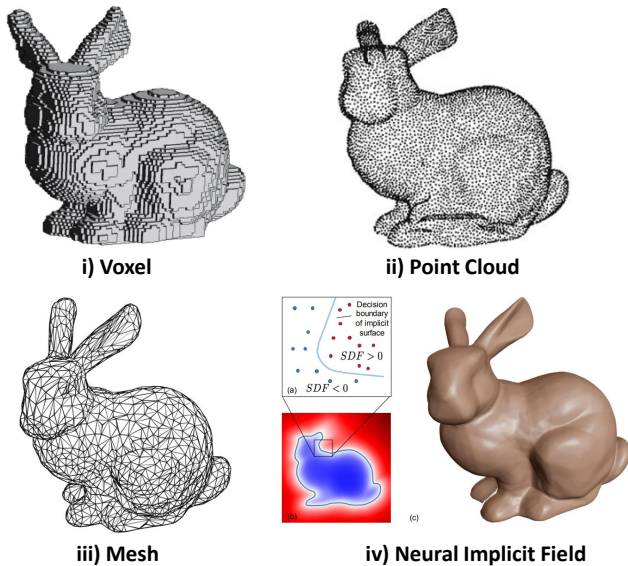 i) Voxel
ii) Point Cloud
Decision
boundary
of implicit
surface
SDF > 0
SDF < 0
(a)
(b)
(c)
iii) Mesh
iv) Neural Implicit Field